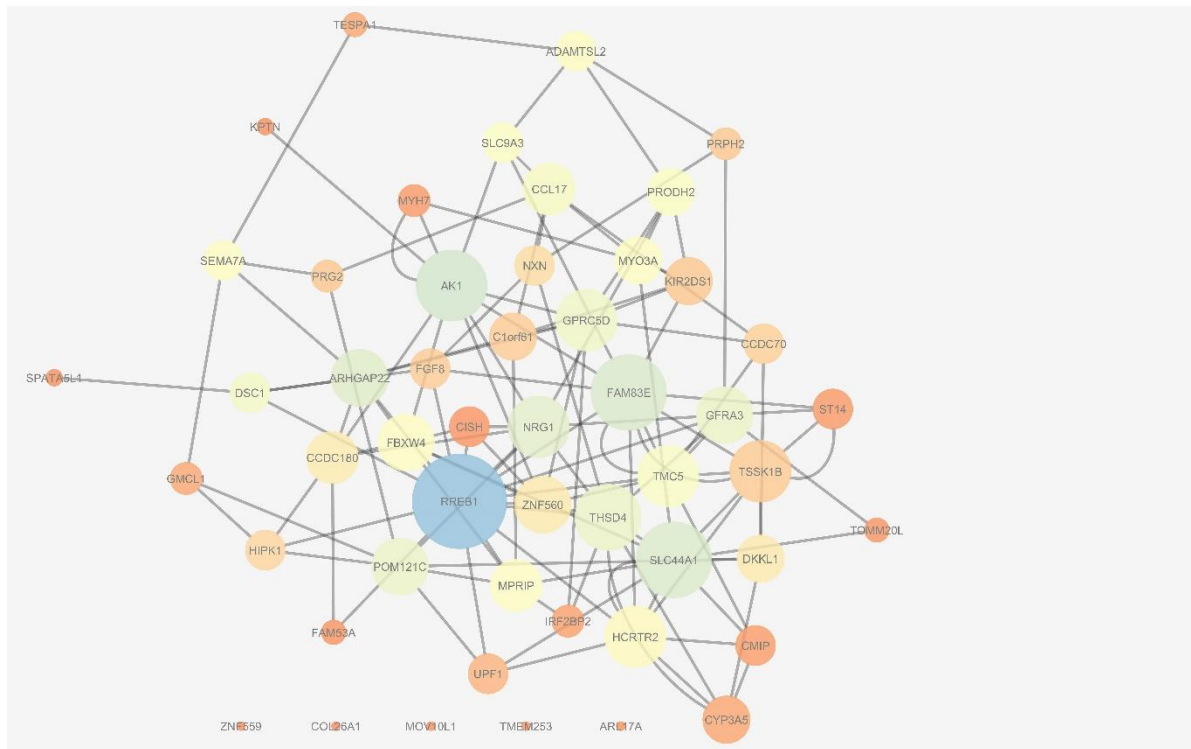 TESPA1
ADAMTSL2
KPTN
SLC9A3
PRPH2
CCL17
PRODH2
MYH7
SEMA7A
PRG2
NXN
MYO3A
KIR2DS1
AK1
GPRC5D
C1orf61
CCDC70
SPATA5L1
DSC1
ARHGAP22
FGF8
FAM83E
GFRA3
ST14
CISH
NRG1
FBXW4
CCDC180
GMCL1
TMC5
TSSK1B
RREB1
ZNF560
THSD4
TOMM20L
HIPK1
SLC44A1
DKKL1
POM121C
MPRIP
IRF2BP2
FAM53A
HCRTR2
CMIP
UPF1
CYP3A5
ZNF559
COL26A1
MOV10L1
TMEM253
ARL17A